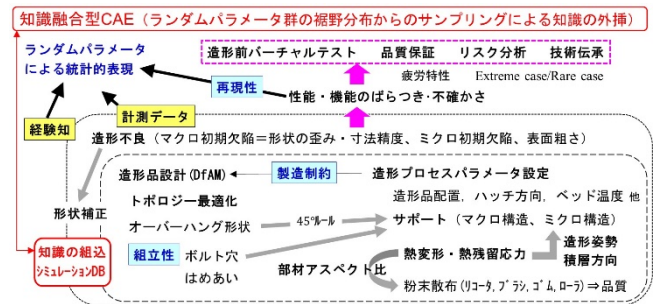 知識融合型CAE（ランダムパラメータ群の裾野分布からのサンプリングによる知識の外挿）
ランダムパラメータ
による統計的表現
造形前バーチャルテスト　品質保証　リスク分析　技術伝承
疲労特性　Extreme case/Rare case
再現性
性能・機能のばらつき・不確かさ
計測データ
経験知
造形不良（マクロ初期欠陥＝形状の歪み・寸法精度、ミクロ初期欠陥、表面粗さ）
造形品設計(DfAM)　製造制約　造形プロセスパラメータ設定
トポロジー最適化
造形品配置，ハッチ方向，ベッド温度 他
形状補正
オーバーハング形状　45°ルール　サポート（マクロ構造、ミクロ構造）
組立性　ボルト穴
はめあい
熱変形・熱残留応力
造形姿勢
積層方向
部材アスペクト比
知識の組込
シミュレーションDB
粉末散布（リコータ，ブラシ，ゴム，ローラ）⇒品質